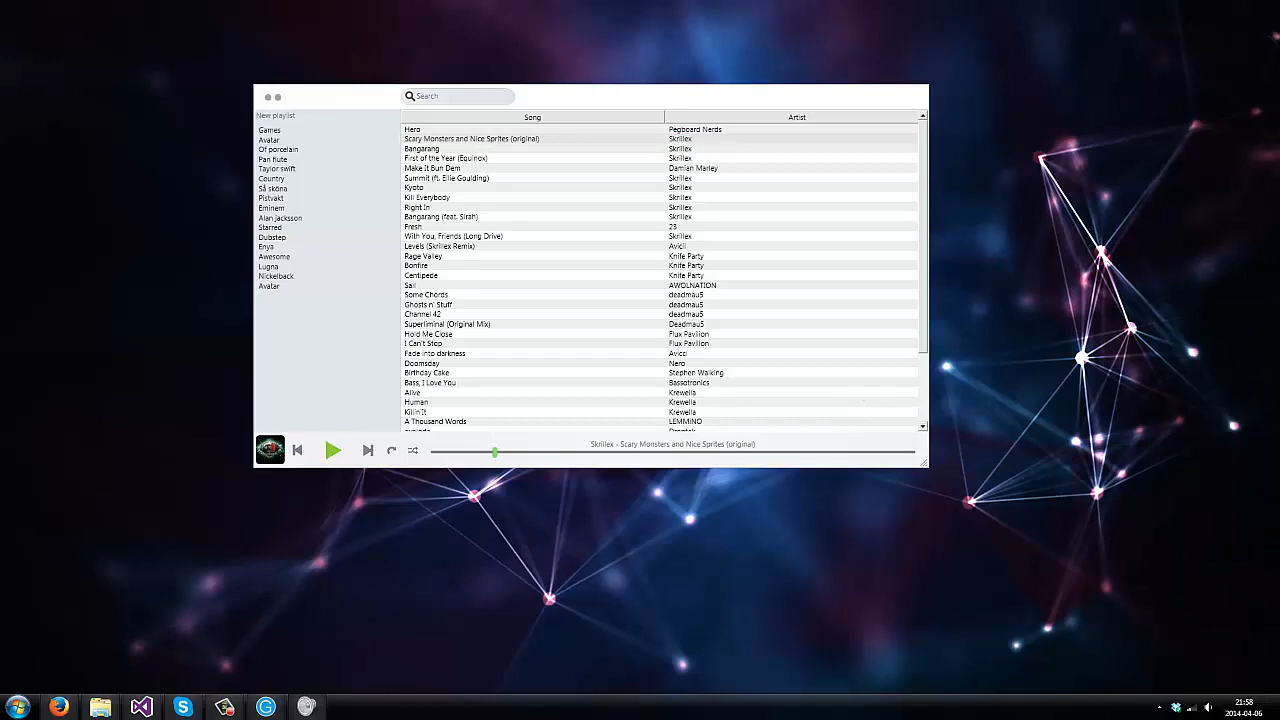 Search
New playlist
Games
Avatar
Of porcelain
Pan flute
Taylor swift
Country
Så sköna
Pistvakt
Eminem
Alan jacksson
Starred
Dubstep
Enya
Awesome
Lugna
Nickelback
Avatar
Song Artist
Hero Pegboard Nerds
Scary Monsters and Nice Sprites (original) Skrillex
Bangarang Skrillex
First of the Year (Equinox) Skrillex
Make It Bun Dem Damian Marley
Summit (ft. Ellie Goulding) Skrillex
Kyoto Skrillex
Kill Everybody Skrillex
Right In Skrillex
Bangarang (feat. Sirah) Skrillex
Fresh 23
With You, Friends (Long Drive) Skrillex
Levels (Skrillex Remix) Avicii
Rage Valley Knife Party
Bonfire Knife Party
Centipede Knife Party
Sail AWOLNATION
Some Chords deadmau5
Ghosts n' Stuff deadmau5
Channel 42 deadmau5
Superliminal (Original Mix) Deadmau5
Hold Me Close Flux Pavilion
I Can't Stop Flux Pavilion
Fade into darkness Avicci
Doomsday Nero
Birthday Cake Stephen Walking
Bass, I Love You Bassotronics
Alive Krewella
Human Krewella
Killin'It Krewella
A Thousand Words LEMMINO
Skrillex - Scary Monsters and Nice Sprites (original)
21:58
2014-04-06